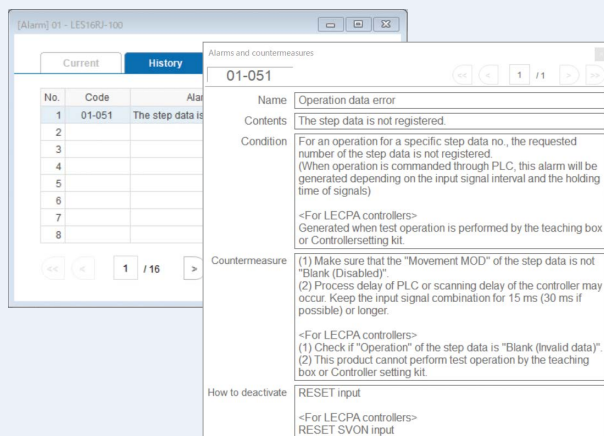 [Alarm] 01 - LES16RJ-100
Current
History
No.
Code
Alar
1
01-051
The step data is
2
3
4
5
6
7
8
<<
<
1
/ 16
>
Alarms and countermeasures
01-051
<<
<
1
/ 1
>
>>
Name
Operation data error
Contents
The step data is not registered.
Condition
For an operation for a specific step data no., the requested
number of the step data is not registered.
(When operation is commanded through PLC, this alarm will be
generated depending on the input signal interval and the holding
time of signals)
<For LECPA controllers>
Generated when test operation is performed by the teaching box
or Controllersetting kit.
Countermeasure
(1) Make sure that the "Movement MOD" of the step data is not
"Blank (Disabled)".
(2) Process delay of PLC or scanning delay of the controller may
occur. Keep the input signal combination for 15 ms (30 ms if
possible) or longer.
<For LECPA controllers>
(1) Check if "Operation" of the step data is "Blank (Invalid data)".
(2) This product cannot perform test operation by the teaching
box or Controller setting kit.
How to deactivate
RESET input
<For LECPA controllers>
RESET SVON input